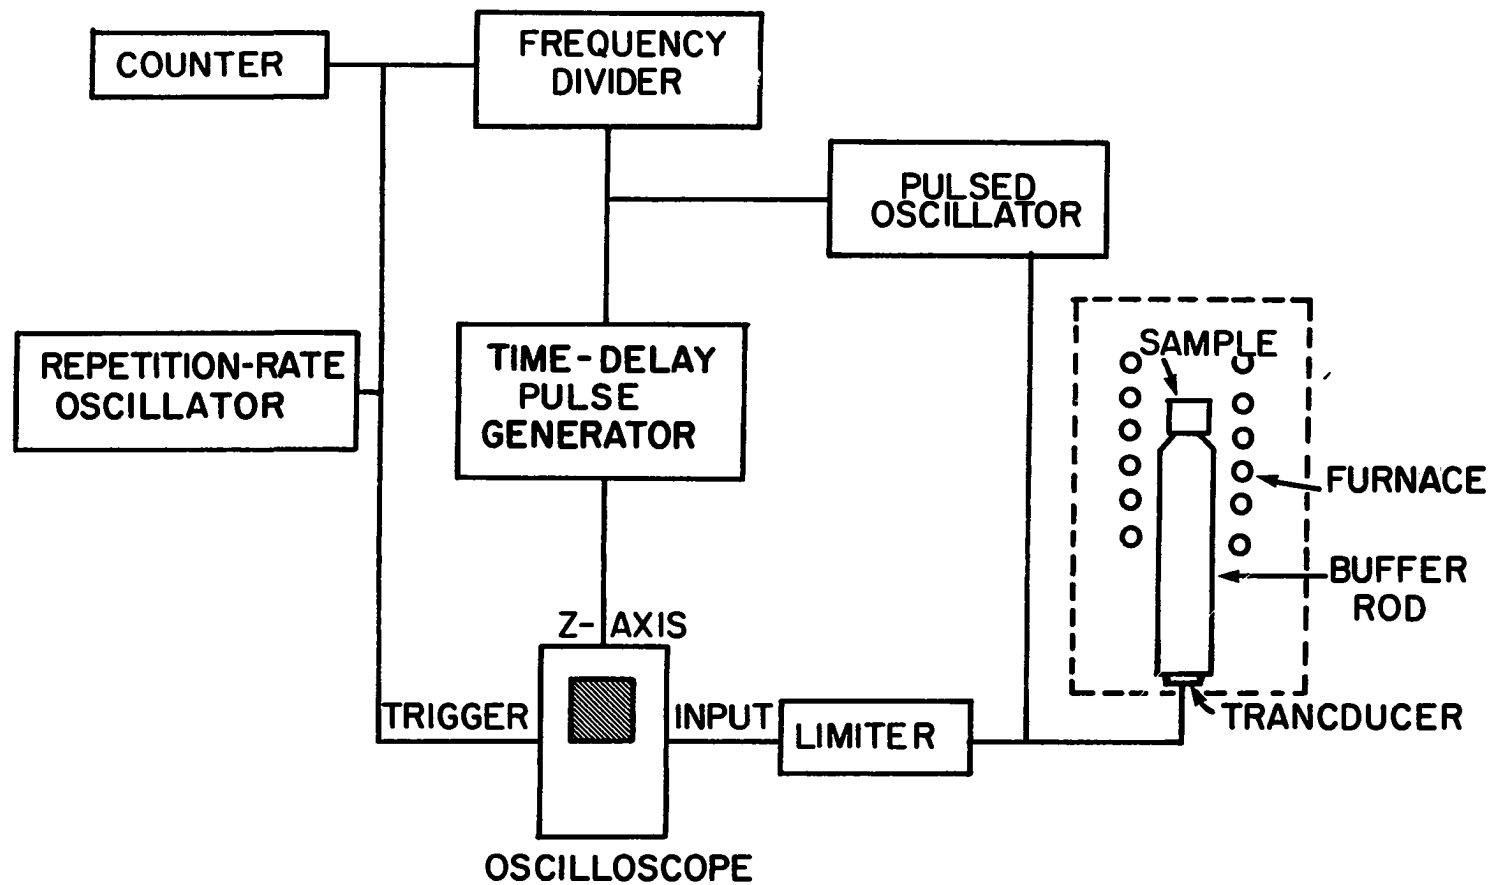 COUNTER
FREQUENCY
DIVIDER
PULSED
OSCILLATOR
REPETITION-RATE
OSCILLATOR
TIME-DELAY
PULSE
GENERATOR
SAMPLE
FURNACE
BUFFER
ROD
Z-AXIS
TRIGGER
INPUT
LIMITER
TRANCDUCER
OSCILLOSCOPE